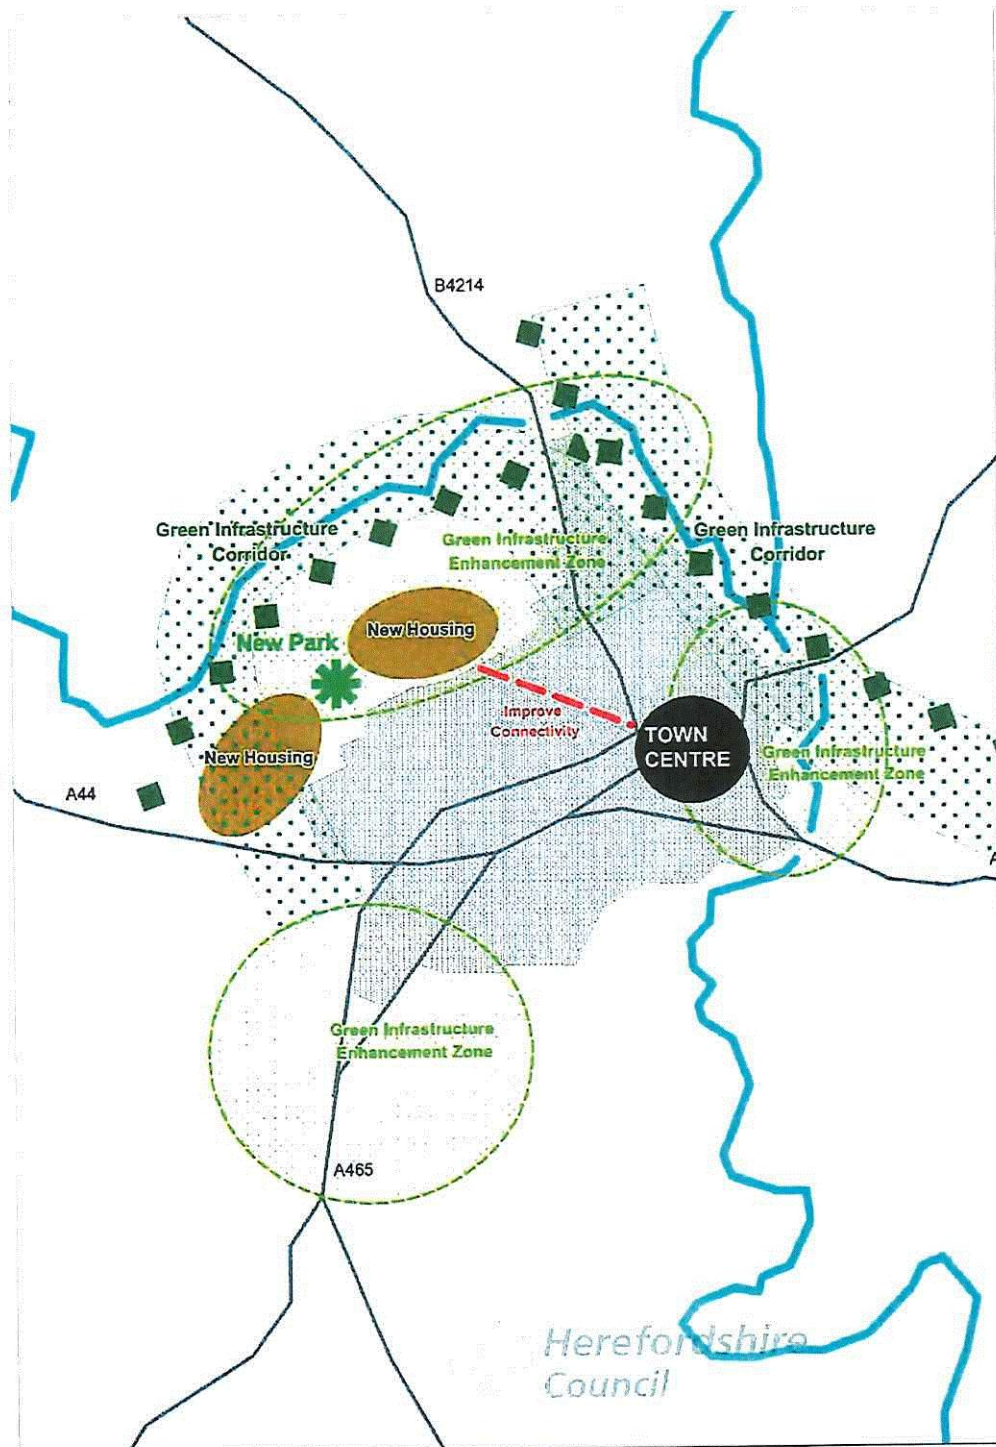 B4214
Green Infrastructure
Corridor
Green Infrastructure
Enhancement Zone
Green Infrastructure
Corridor
New Housing
New Park
Improve
Connectivity
TOWN
CENTRE
New Housing
Green Infrastructure
Enhancement Zone
A44
A
Green Infrastructure
Enhancement Zone
A465
Herefordshire
Council